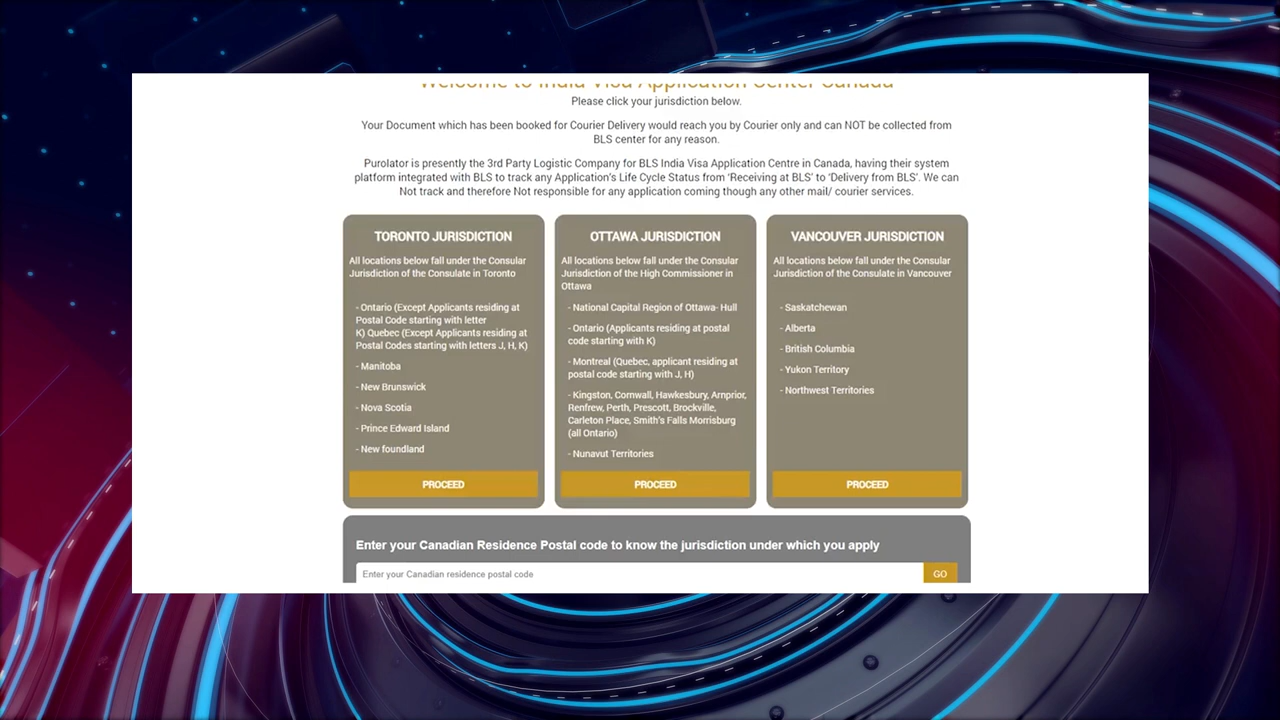 Welcome to India Visa Application Center Canada
Please click your jurisdiction below.
Your Document which has been booked for Courier Delivery would reach you by Courier only and can NOT be collected from
BLS center for any reason.
Purolator is presently the 3rd Party Logistic Company for BLS India Visa Application Centre in Canada, having their system
platform integrated with BLS to track any Application's Life Cycle Status from 'Receiving at BLS' to 'Delivery from BLS'. We can
Not track and therefore Not responsible for any application coming though any other mail/ courier services.
TORONTO JURISDICTION
All locations below fall under the Consular
Jurisdiction of the Consulate in Toronto
- Ontario (Except Applicants residing at
Postal Code starting with letter
K) Quebec (Except Applicants residing at
Postal Codes starting with letters J, H, K)
- Manitoba
- New Brunswick
- Nova Scotia
- Prince Edward Island
- New foundland
PROCEED
OTTAWA JURISDICTION
All locations below fall under the Consular
Jurisdiction of the High Commissioner in
Ottawa
- National Capital Region of Ottawa- Hull
- Ontario (Applicants residing at postal
code starting with K)
- Montreal (Quebec, applicant residing at
postal code starting with J, H)
- Kingston, Cornwall, Hawkesbury, Arnprior,
Renfrew, Perth, Prescott, Brockville,
Carleton Place, Smith's Falls Morrisburg
(all Ontario)
- Nunavut Territories
PROCEED
VANCOUVER JURISDICTION
All locations below fall under the Consular
Jurisdiction of the Consulate in Vancouver
- Saskatchewan
- Alberta
- British Columbia
- Yukon Territory
- Northwest Territories
PROCEED
Enter your Canadian Residence Postal code to know the jurisdiction under which you apply
Enter your Canadian residence postal code
GO